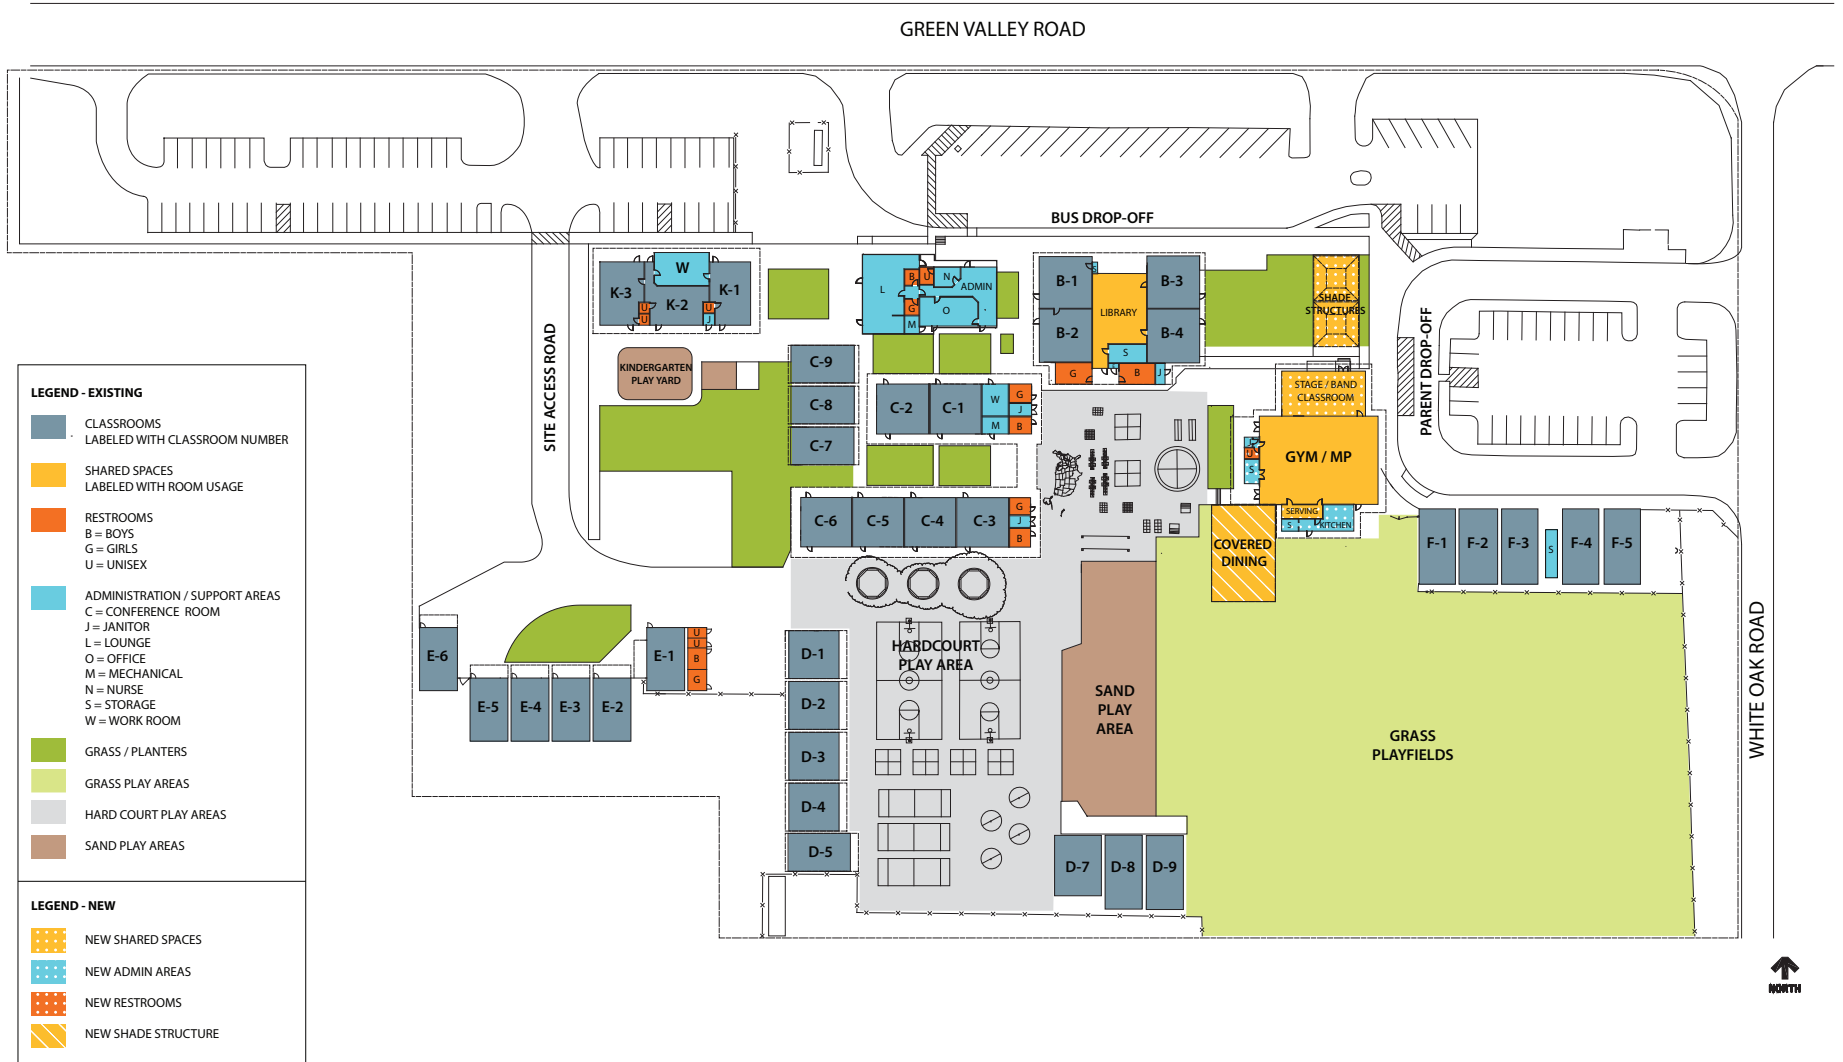 GREEN VALLEY ROAD
BUS DROP-OFF
W
K-3
K-2
K-1
U
U
U
J
L
B
U
N
ADMIN
G
O
M
B-1
S
B-3
LIBRARY
B-2
B-4
S
G
B
J
SHADE
STRUCTURES
SITE ACCESS ROAD
KINDERGARTEN
PLAY YARD
C-9
C-8
C-7
C-2
C-1
W
M
G
J
B
STAGE / BAND
CLASSROOM
PARENT DROP-OFF
GYM / MP
J
U
S
SERVING
S
KITCHEN
C-6
C-5
C-4
C-3
G
J
B
COVERED
DINING
F-1
F-2
F-3
S
F-4
F-5
E-6
E-5
E-4
E-3
E-2
E-1
U
U
B
G
D-1
D-2
D-3
D-4
D-5
HARDCOURT
PLAY AREA
SAND
PLAY
AREA
GRASS
PLAYFIELDS
D-7
D-8
D-9
WHITE OAK ROAD
NORTH
LEGEND - EXISTING
CLASSROOMS
LABELED WITH CLASSROOM NUMBER
SHARED SPACES
LABELED WITH ROOM USAGE
RESTROOMS
B = BOYS
G = GIRLS
U = UNISEX
ADMINISTRATION / SUPPORT AREAS
C = CONFERENCE ROOM
J = JANITOR
L = LOUNGE
O = OFFICE
M = MECHANICAL
N = NURSE
S = STORAGE
W = WORK ROOM
GRASS / PLANTERS
GRASS PLAY AREAS
HARD COURT PLAY AREAS
SAND PLAY AREAS
LEGEND - NEW
NEW SHARED SPACES
NEW ADMIN AREAS
NEW RESTROOMS
NEW SHADE STRUCTURE